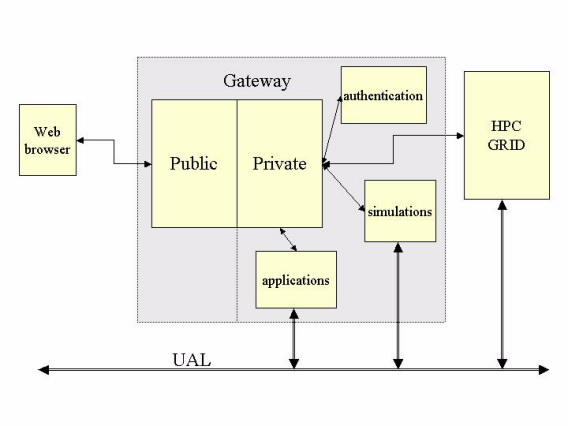 Gateway
authentication
Web
browser
Public
Private
HPC
GRID
simulations
applications
UAL